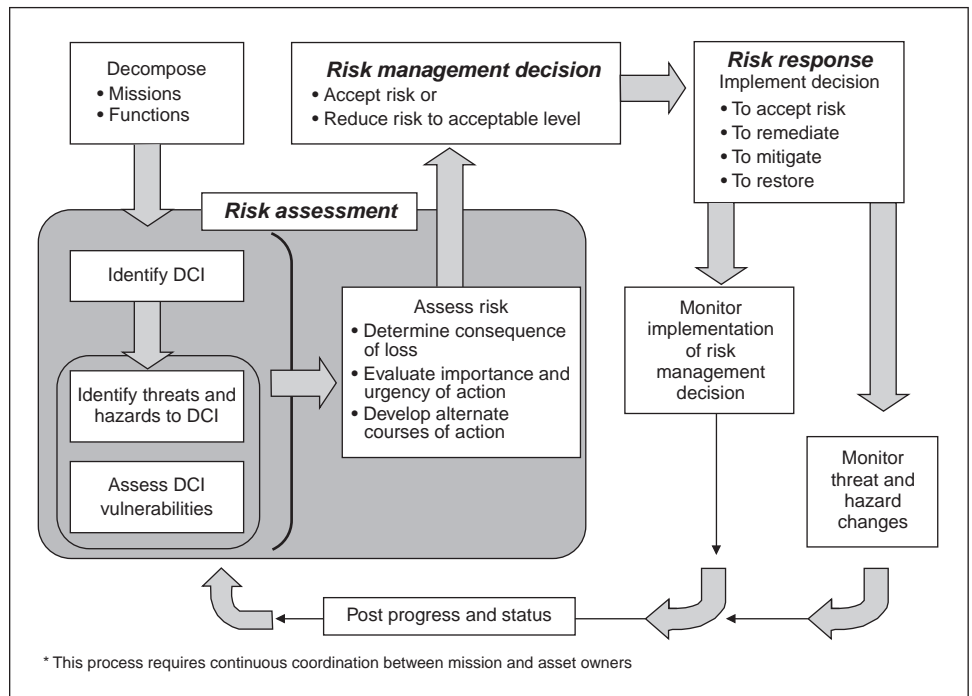 Decompose
• Missions
• Functions
Risk management decision
• Accept risk or
• Reduce risk to acceptable level
Risk response
Implement decision
• To accept risk
• To remediate
• To mitigate
• To restore
Risk assessment
Identify DCI
Identify threats and
hazards to DCI
Assess DCI
vulnerabilities
Assess risk
• Determine consequence
of loss
• Evaluate importance and
urgency of action
• Develop alternate
courses of action
Monitor
implementation
of risk
management
decision
Monitor
threat and
hazard
changes
Post progress and status
* This process requires continuous coordination between mission and asset owners